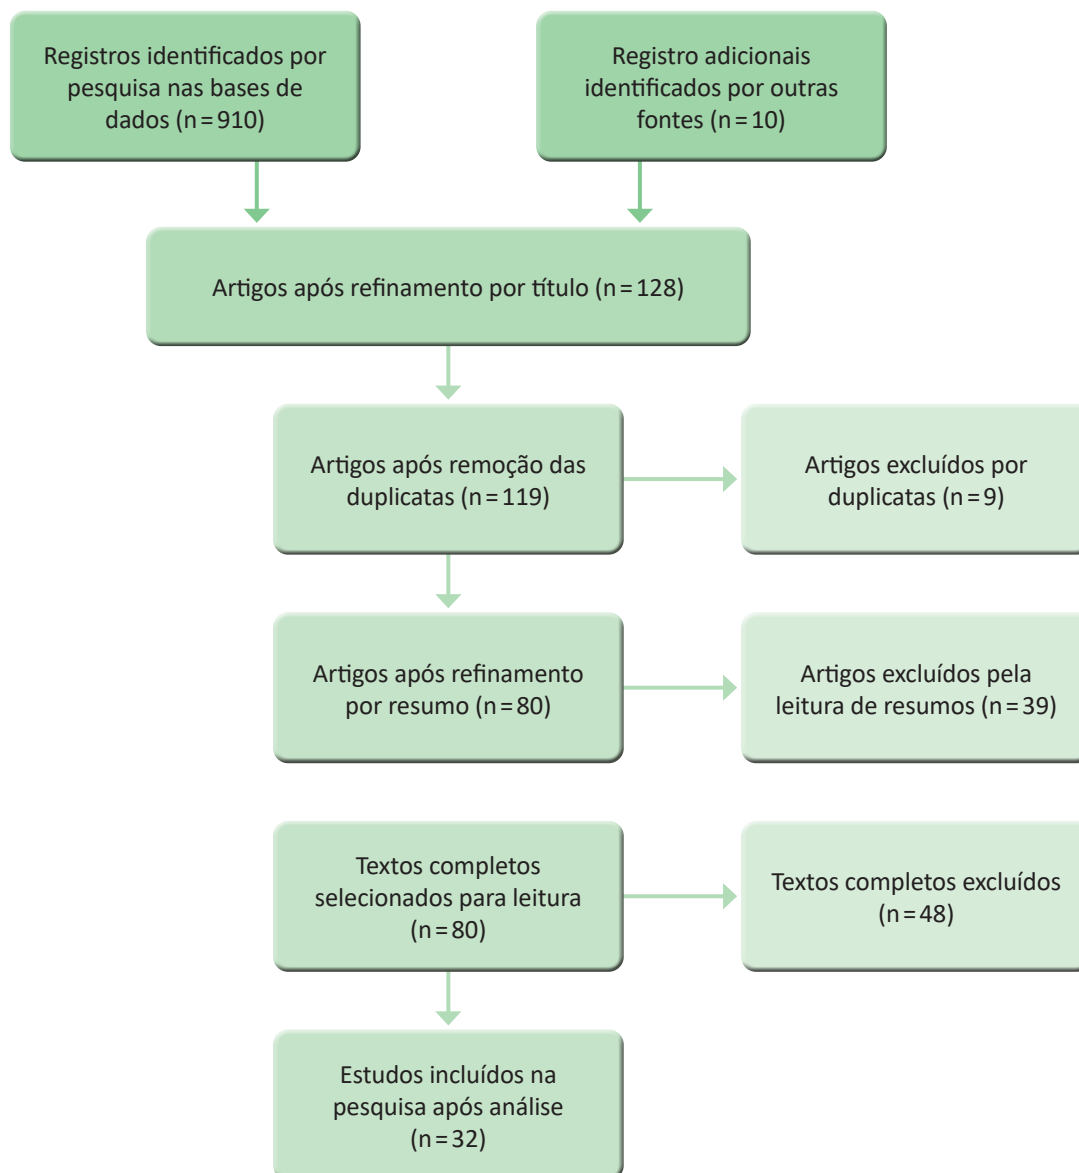 Registros identificados por
pesquisa nas bases de
dados (n = 910)
Registro adicionais
identificados por outras
fontes (n = 10)
Artigos após refinamento por título (n = 128)
Artigos após remoção das
duplicatas (n = 119)
Artigos excluídos por
duplicatas (n = 9)
Artigos após refinamento
por resumo (n = 80)
Artigos excluídos pela
leitura de resumos (n = 39)
Textos completos
selecionados para leitura
(n = 80)
Textos completos excluídos
(n = 48)
Estudos incluídos na
pesquisa após análise
(n = 32)